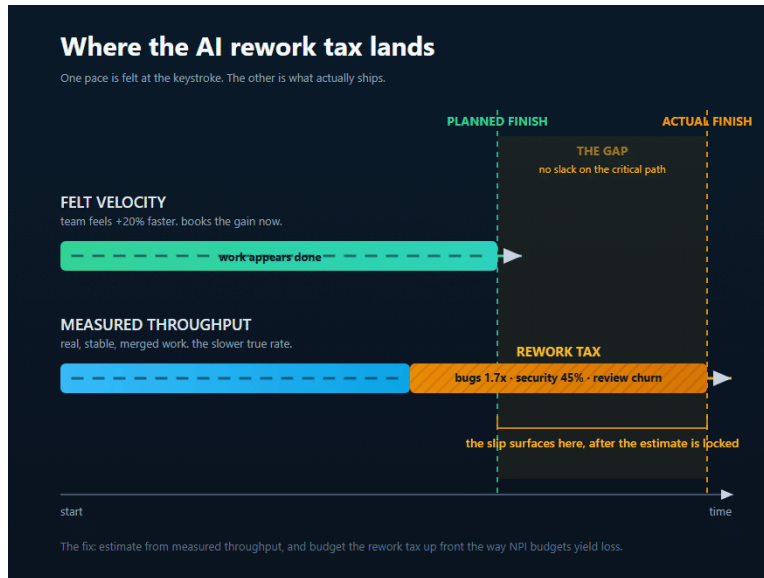 Where the AI rework tax lands
One pace is felt at the keystroke. The other is what actually ships.
PLANNED FINISH
ACTUAL FINISH
THE GAP
no slack on the critical path
FELT VELOCITY
team feels +20% faster. books the gain now.
work appears done
MEASURED THROUGHPUT
real, stable, merged work. the slower true rate.
REWORK TAX
bugs 1.7x · security 45% · review churn
the slip surfaces here, after the estimate is locked
start
time
The fix: estimate from measured throughput, and budget the rework tax up front the way NPI budgets yield loss.